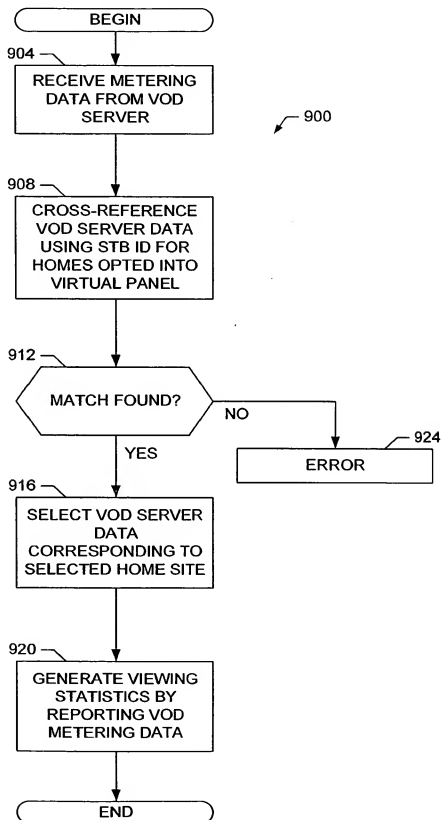 BEGIN
904
RECEIVE METERING
DATA FROM VOD
SERVER
900
908
CROSS-REFERENCE
VOD SERVER DATA
USING STB ID FOR
HOMES OPTED INTO
VIRTUAL PANEL
912
MATCH FOUND?
NO
YES
924
ERROR
916
SELECT VOD SERVER
DATA
CORRESPONDING TO
SELECTED HOME SITE
920
GENERATE VIEWING
STATISTICS BY
REPORTING VOD
METERING DATA
END